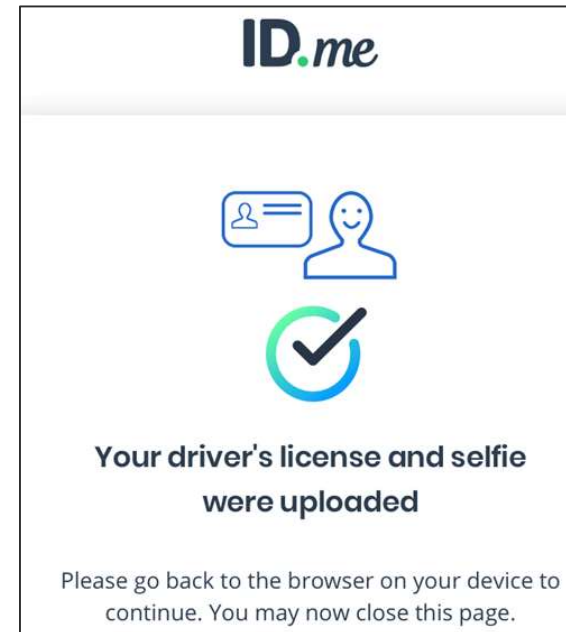 ID.me
Your driver's license and selfie
were uploaded
Please go back to the browser on your device to
continue. You may now close this page.